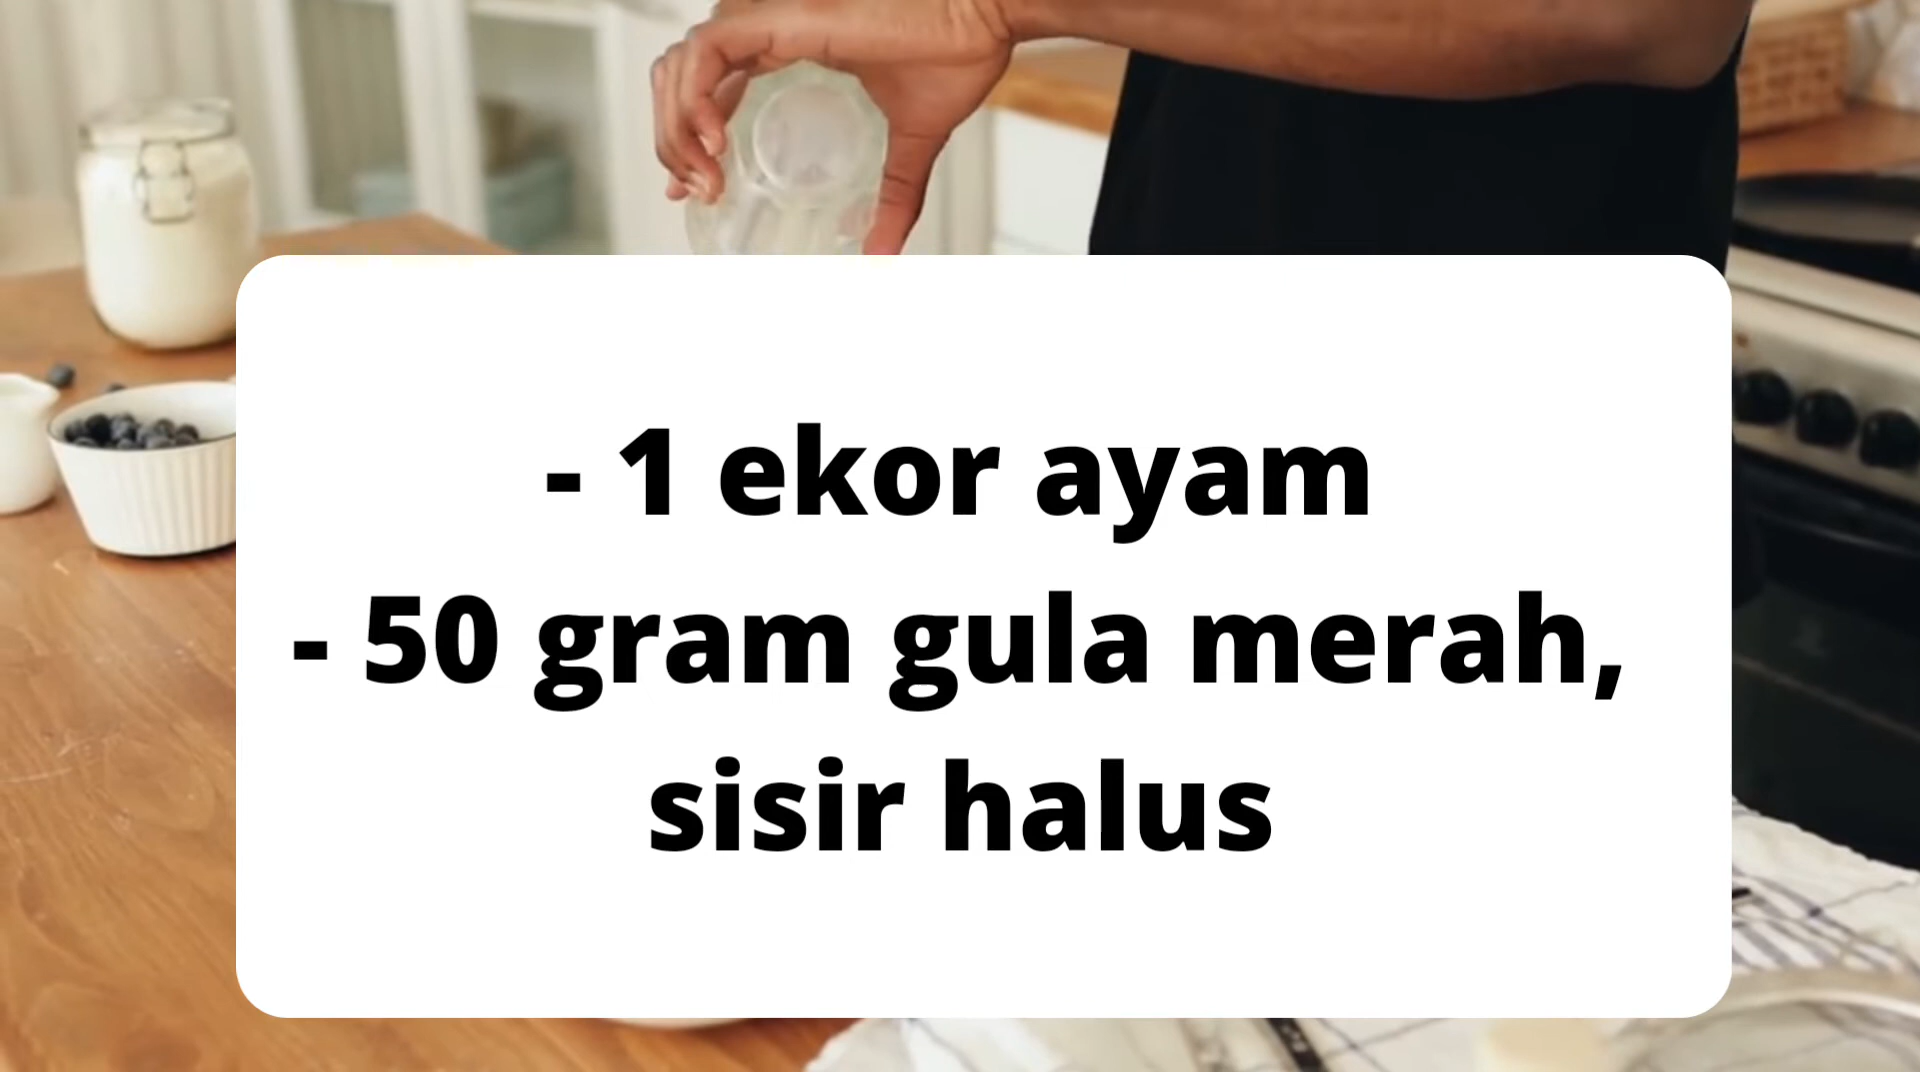 - 1 ekor ayam
- 50 gram gula merah,
sisir halus